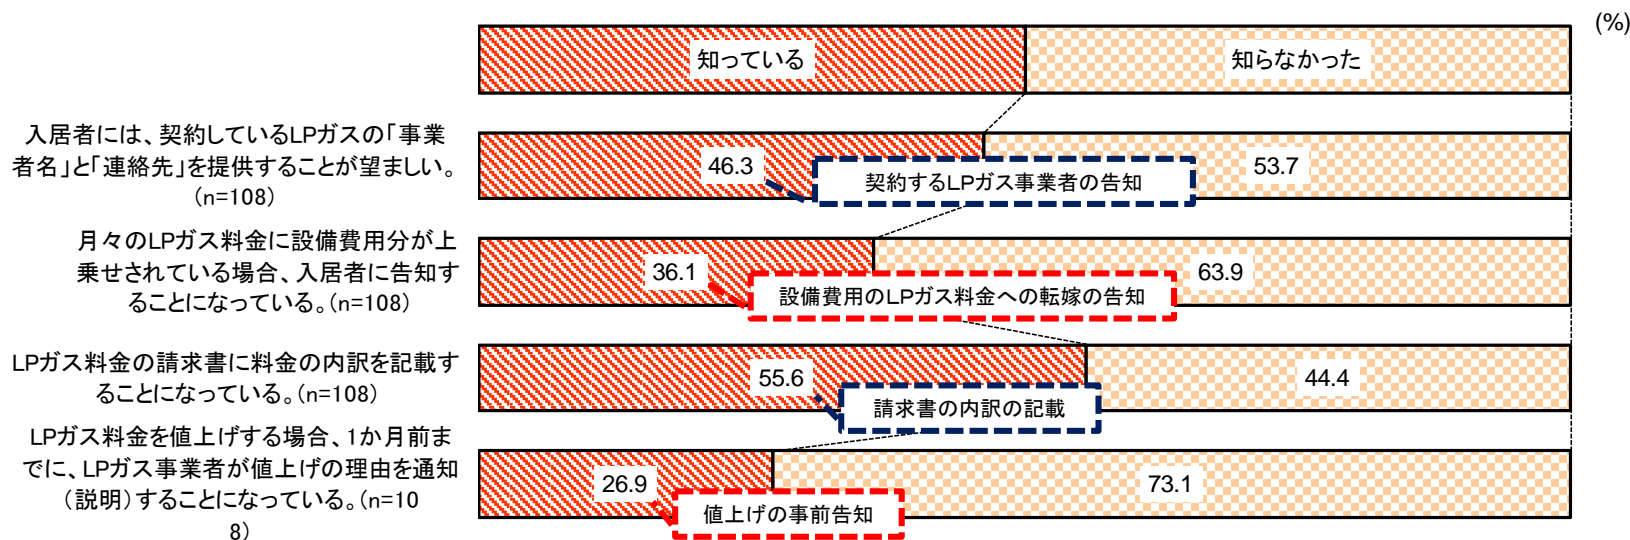 (%)
知っている
知らなかった
入居者には、契約しているLPガスの「事業
者名」と「連絡先」を提供することが望ましい。
(n=108)
46.3
53.7
契約するLPガス事業者の告知
月々のLPガス料金に設備費用分が上
乗せされている場合、入居者に告知す
ることになっている。(n=108)
36.1
63.9
設備費用のLPガス料金への転嫁の告知
LPガス料金の請求書に料金の内訳を記載す
ることになっている。(n=108)
55.6
44.4
請求書の内訳の記載
LPガス料金を値上げする場合、1か月前ま
でに、LPガス事業者が値上げの理由を通知
(説明)することになっている。(n=10
8)
26.9
73.1
値上げの事前告知